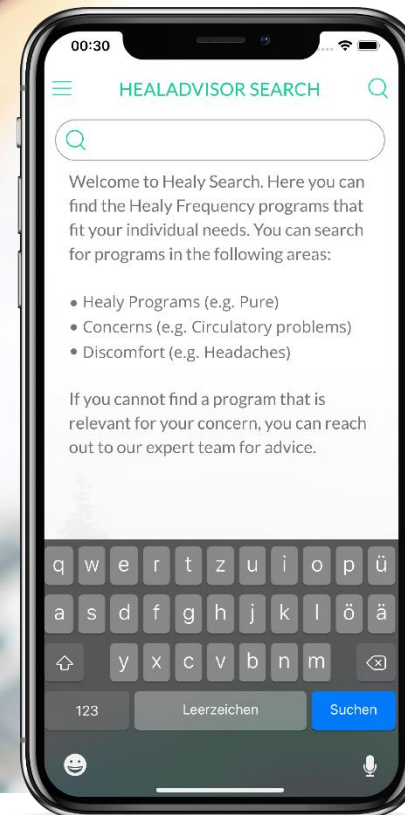 00:30
HEALADVISOR SEARCH
Welcome to Healy Search. Here you can
find the Healy Frequency programs that
fit your individual needs. You can search
for programs in the following areas:
• Healy Programs (e.g. Pure)
• Concerns (e.g. Circulatory problems)
• Discomfort (e.g. Headaches)
If you cannot find a program that is
relevant for your concern, you can reach
out to our expert team for advice.
q w e r t z u i o p ü
a s d f g h j k l ö ä
y x c v b n m
123 Leerzeichen Suchen